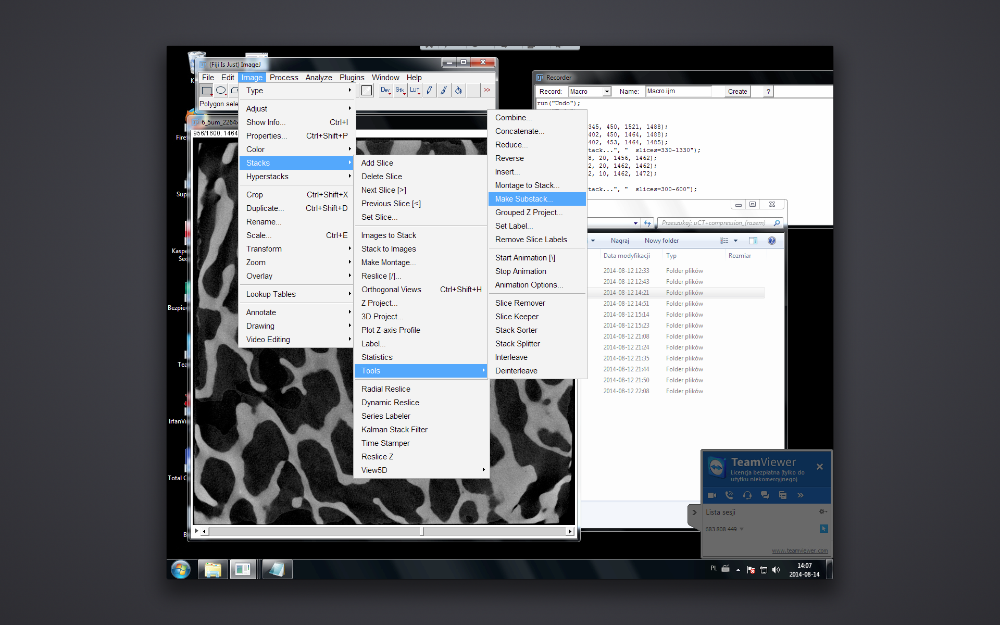 (Fiji Is Just) ImageJ
File Edit Image Process Analyze Plugins Window Help
Dev Stk LUT >>
Polygon sele
6_5um_2264x
956/1600; 1464
Type
Adjust
Show Info... Ctrl+I
Properties... Ctrl+Shift+P
Color
Stacks
Hyperstacks
Crop Ctrl+Shift+X
Duplicate... Ctrl+Shift+D
Rename...
Scale... Ctrl+E
Transform
Zoom
Overlay
Lookup Tables
Annotate
Drawing
Video Editing
Add Slice
Delete Slice
Next Slice [>]
Previous Slice [<]
Set Slice...
Images to Stack
Stack to Images
Make Montage...
Reslice [/]...
Orthogonal Views Ctrl+Shift+H
Z Project...
3D Project...
Plot Z-axis Profile
Label...
Statistics
Tools
Radial Reslice
Dynamic Reslice
Series Labeler
Kalman Stack Filter
Time Stamper
Reslice Z
View5D
Combine...
Concatenate...
Reduce...
Reverse
Insert...
Montage to Stack...
Make Substack...
Grouped Z Project...
Set Label...
Remove Slice Labels
Start Animation [\]
Stop Animation
Animation Options...
Slice Remover
Slice Keeper
Stack Sorter
Stack Splitter
Interleave
Deinterleave
Recorder
Record: Macro Name: Macro.ijm Create ?
run("Undo");
345, 450, 1521, 1488);
402, 450, 1464, 1488);
402, 453, 1464, 1485);
tack...", "  slices=330-1330");
8, 20, 1456, 1462);
2, 20, 1462, 1462);
2, 10, 1462, 1472);
tack...", "  slices=300-600");
Przeszukaj: uCT+compression_(razem)
Nagraj Nowy folder
Data modyfikacji Typ Rozmiar
2014-08-12 12:33 Folder plików
2014-08-12 12:43 Folder plików
2014-08-12 14:21 Folder plików
2014-08-12 14:51 Folder plików
2014-08-12 15:14 Folder plików
2014-08-12 15:23 Folder plików
2014-08-12 21:08 Folder plików
2014-08-12 21:24 Folder plików
2014-08-12 21:35 Folder plików
2014-08-12 21:44 Folder plików
2014-08-12 21:50 Folder plików
2014-08-12 22:08 Folder plików
K
Firef
Sup
Kaspe
Sec
Bezpiec
Tea
IrfanVi
Total C
B
TeamViewer
Licencja bezpłatna (tylko do
użytku niekomercyjnego)
Lista sesji
683 808 449
www.teamviewer.com
PL
14:07
2014-08-14